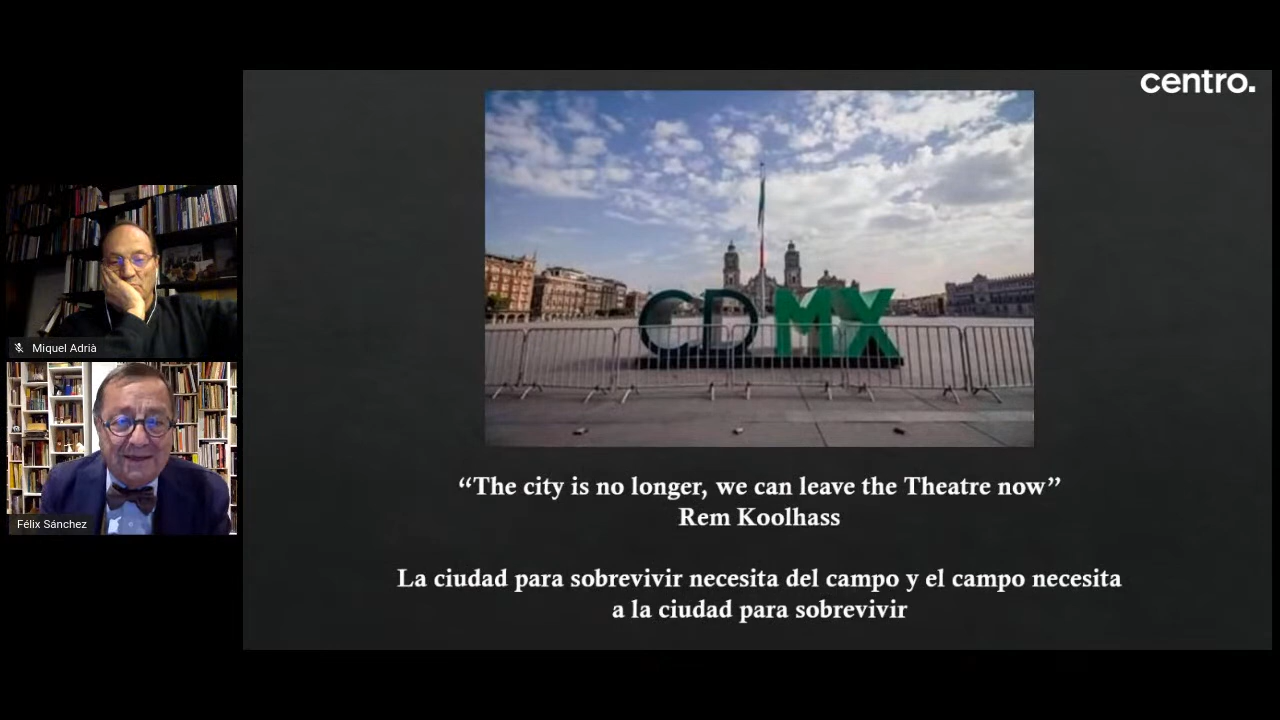 centro.
CDMX
Miquel Adrià
Félix Sánchez
“The city is no longer, we can leave the Theatre now”
Rem Koolhass
La ciudad para sobrevivir necesita del campo y el campo necesita
a la ciudad para sobrevivir